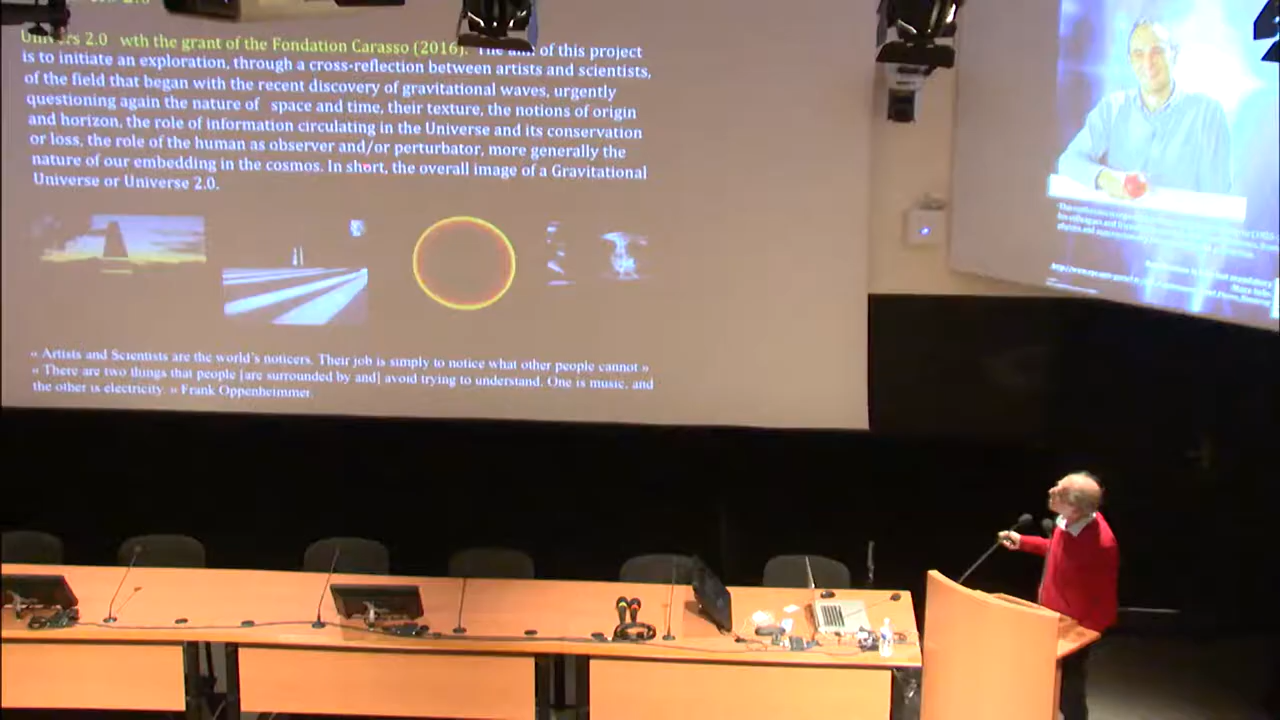 Univers 2.0 wth the grant of the Fondation Carasso (2016). The aim of this project
is to initiate an exploration, through a cross-reflection between artists and scientists,
of the field that began with the recent discovery of gravitational waves, urgently
questioning again the nature of space and time, their texture, the notions of origin
and horizon, the role of information circulating in the Universe and its conservation
or loss, the role of the human as observer and/or perturbator, more generally the
nature of our embedding in the cosmos. In short, the overall image of a Gravitational
Universe or Universe 2.0.
« Artists and Scientists are the world's noticers. Their job is simply to notice what other people cannot »
« There are two things that people [are surrounded by and] avoid trying to understand. One is music, and
the other is electricity. » Frank Oppenheimmer.